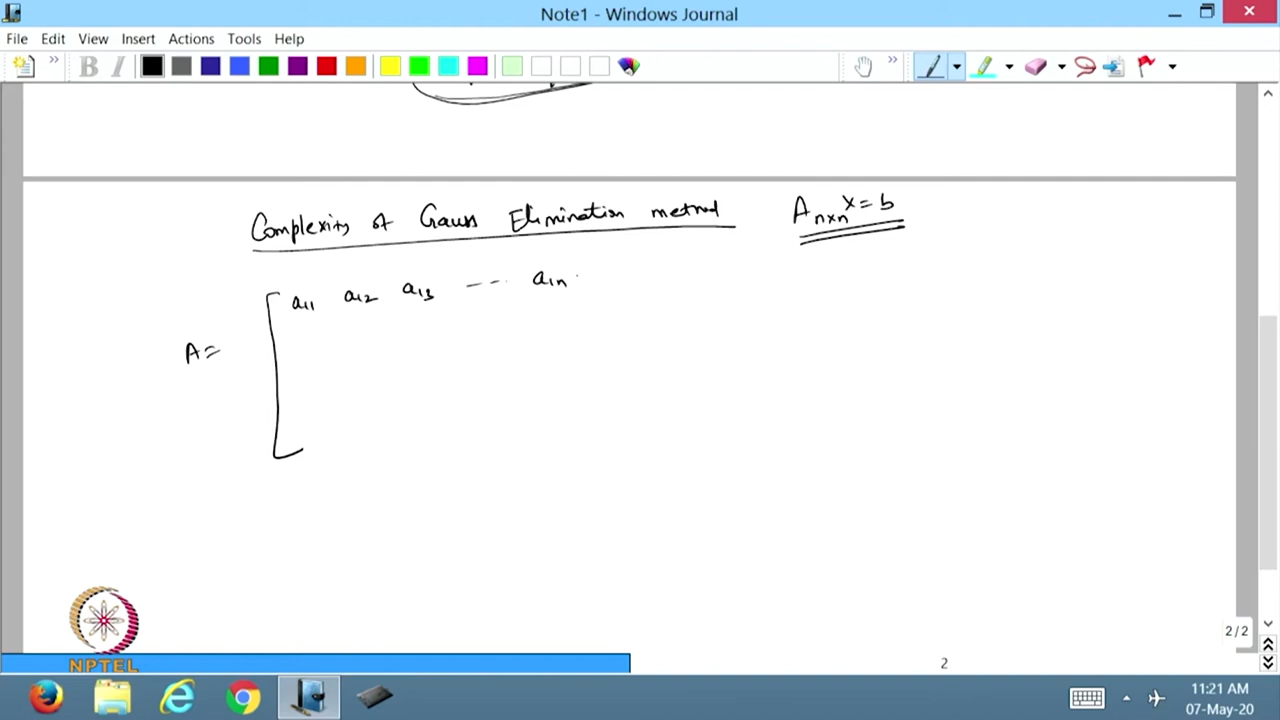 Note1 - Windows Journal
File Edit View Insert Actions Tools Help
B I
Complexity of Gauss Elimination method A n×n x = b
a11 a12 a13 --- a1n
A =
2 / 2
NPTEL
2
11:21 AM
07-May-20